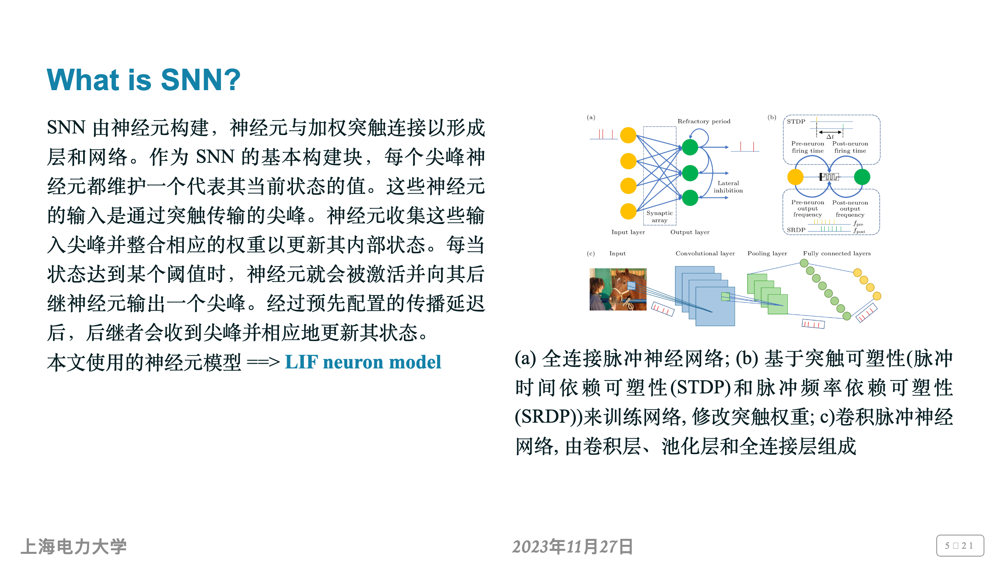 What is SNN?
SNN 由神经元构建，神经元与加权突触连接以形成
层和网络。作为 SNN 的基本构建块，每个尖峰神
经元都维护一个代表其当前状态的值。这些神经元
的输入是通过突触传输的尖峰。神经元收集这些输
入尖峰并整合相应的权重以更新其内部状态。每当
状态达到某个阈值时，神经元就会被激活并向其后
继神经元输出一个尖峰。经过预先配置的传播延迟
后，后继者会收到尖峰并相应地更新其状态。
本文使用的神经元模型 ==> LIF neuron model
(a)
Refractory period
Lateral
inhibition
Synaptic
array
Input layer
Output layer
(b)
STDP
Δt
Pre-neuron
firing time
Post-neuron
firing time
Pre-neuron
output
frequency
Post-neuron
output
frequency
fpre
SRDP
fpost
(c)
Input
Convolutional layer
Pooling layer
Fully connected layers
(a) 全连接脉冲神经网络; (b) 基于突触可塑性(脉冲
时间依赖可塑性(STDP)和脉冲频率依赖可塑性
(SRDP))来训练网络, 修改突触权重; c)卷积脉冲神经
网络, 由卷积层、池化层和全连接层组成
上海电力大学
2023年11月27日
5 □ 21